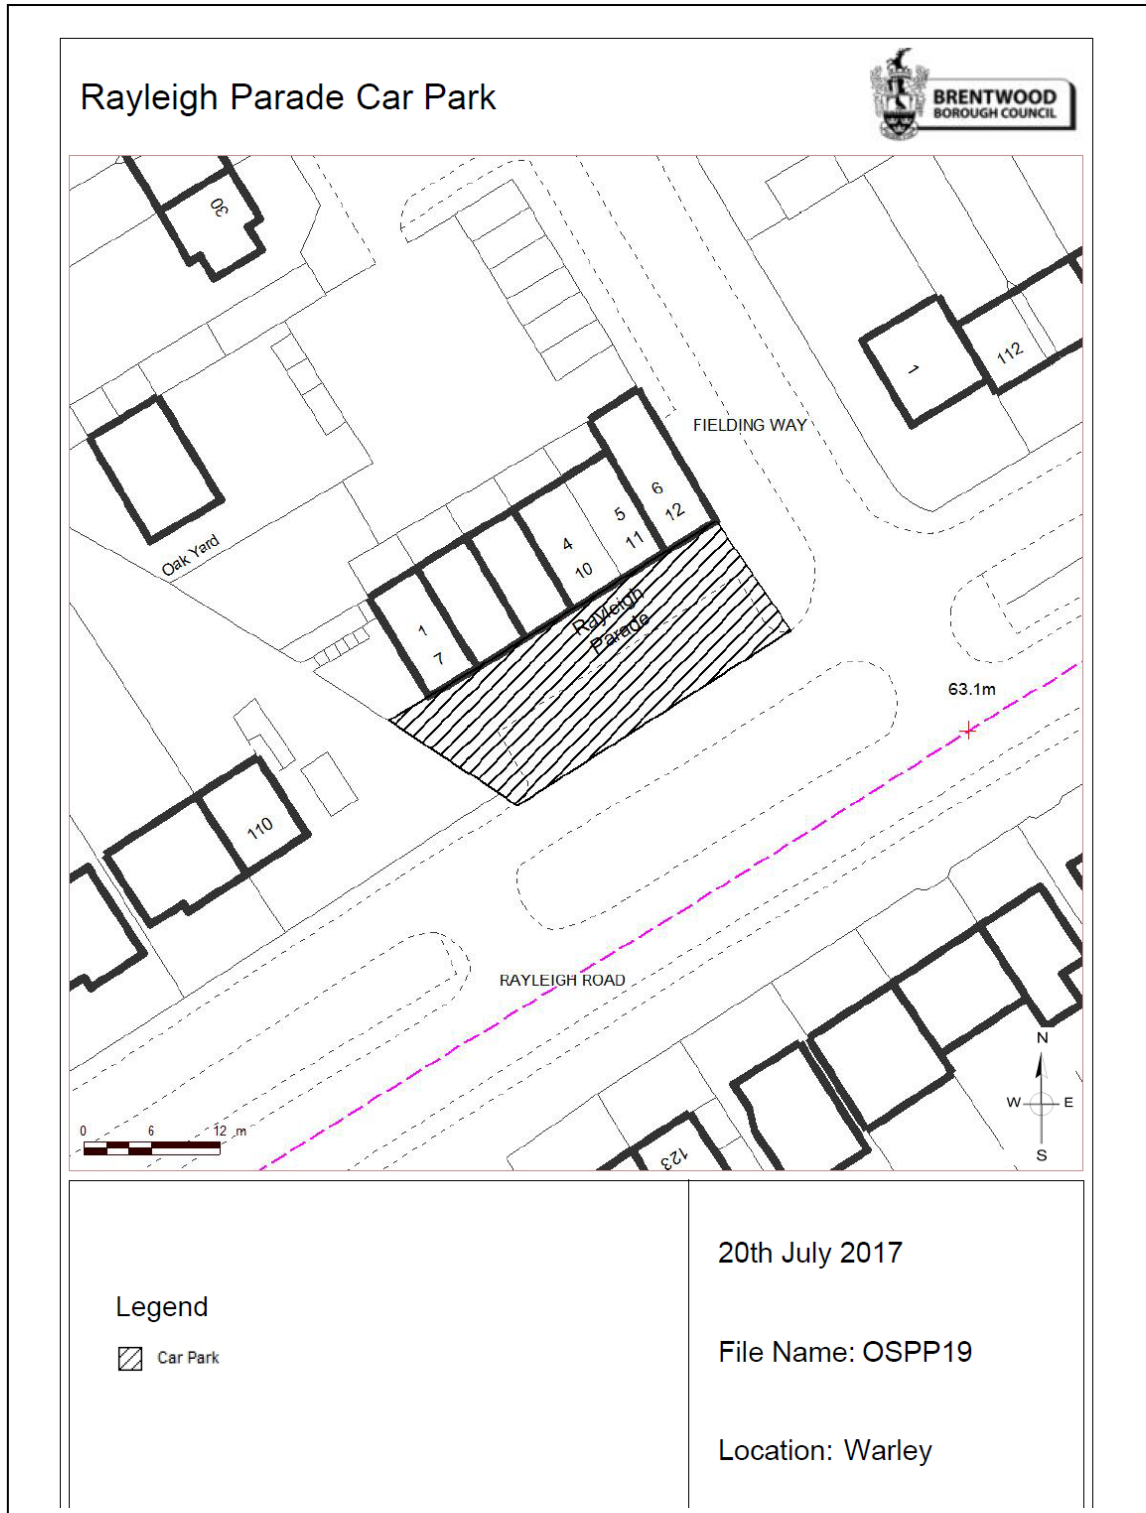 Rayleigh Parade Car Park
BRENTWOOD
BOROUGH COUNCIL
30
1
112
FIELDING WAY
6
12
5
11
4
10
Oak Yard
Rayleigh
Parade
1
7
63.1m
110
RAYLEIGH ROAD
123
N
W E
S
0 6 12 m
Legend
Car Park
20th July 2017
File Name: OSPP19
Location: Warley